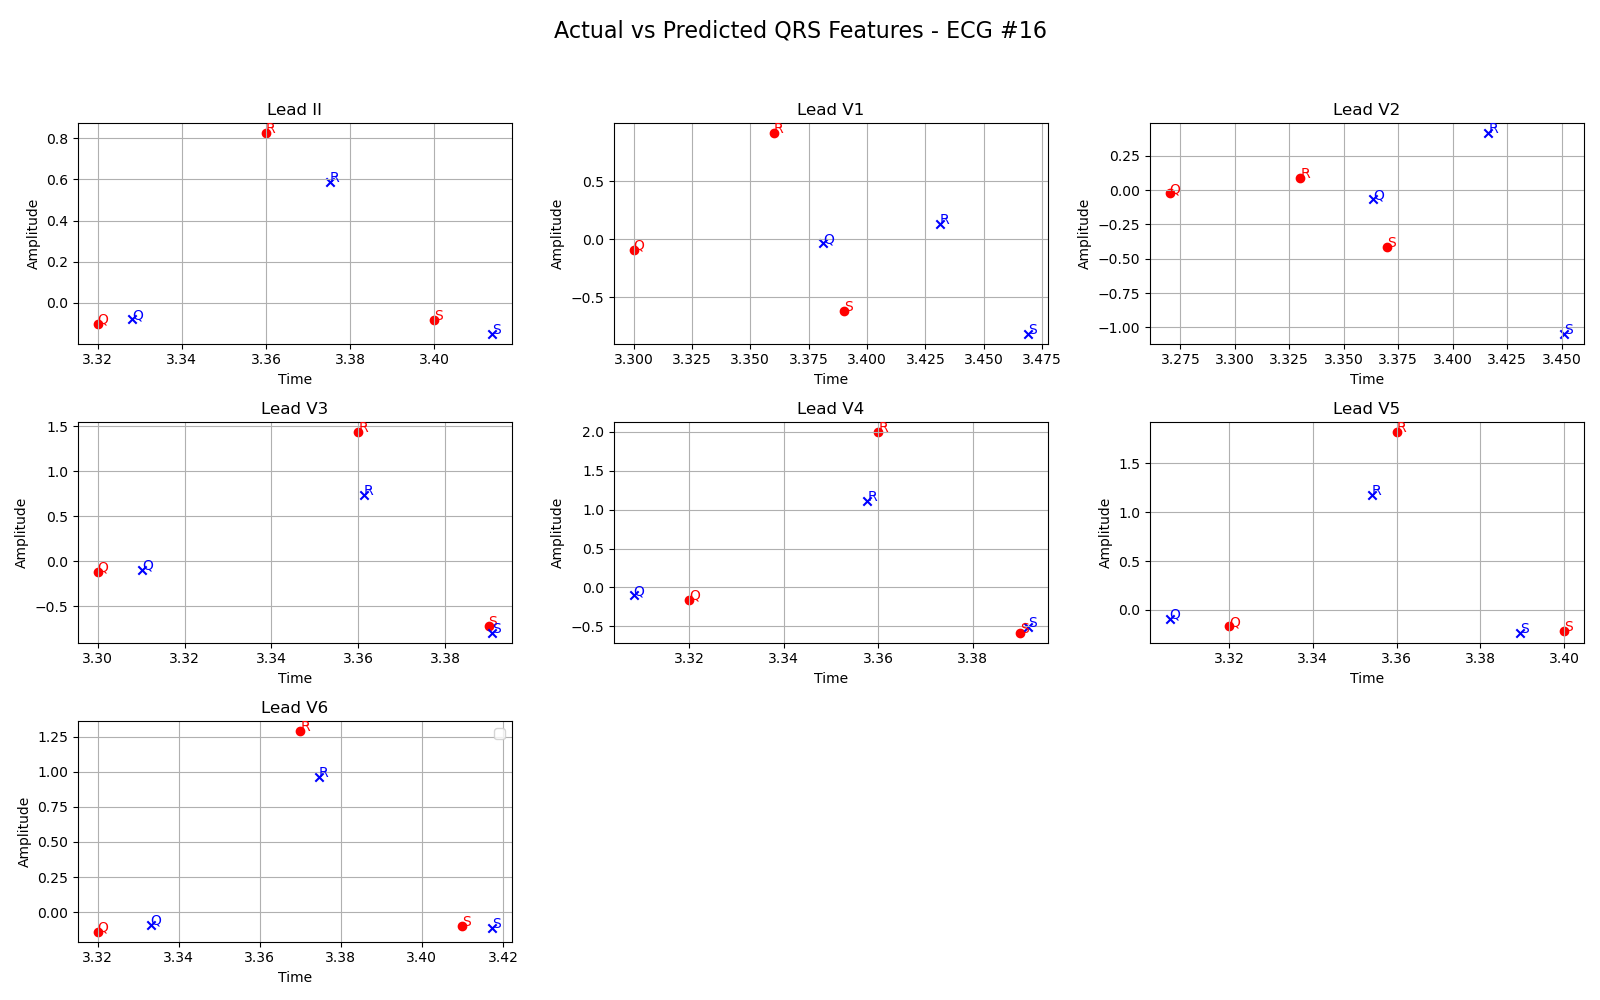 Actual vs Predicted QRS Features - ECG #16
Lead II
Amplitude
0.8
0.6
0.4
0.2
0.0
R
R
Q
Q
S
S
3.32 3.34 3.36 3.38 3.40
Time
Lead V1
Amplitude
0.5
0.0
−0.5
R
R
Q
Q
S
S
3.300 3.325 3.350 3.375 3.400 3.425 3.450 3.475
Time
Lead V2
Amplitude
0.25
0.00
−0.25
−0.50
−0.75
−1.00
R
R
Q
Q
S
S
3.275 3.300 3.325 3.350 3.375 3.400 3.425 3.450
Time
Lead V3
Amplitude
1.5
1.0
0.5
0.0
−0.5
R
R
Q
Q
S
S
3.30 3.32 3.34 3.36 3.38
Time
Lead V4
Amplitude
2.0
1.5
1.0
0.5
0.0
−0.5
R
R
Q
Q
S
S
3.32 3.34 3.36 3.38
Time
Lead V5
Amplitude
1.5
1.0
0.5
0.0
R
R
Q
Q
S
S
3.32 3.34 3.36 3.38 3.40
Time
Lead V6
Amplitude
1.25
1.00
0.75
0.50
0.25
0.00
R
R
Q
Q
S
S
3.32 3.34 3.36 3.38 3.40 3.42
Time